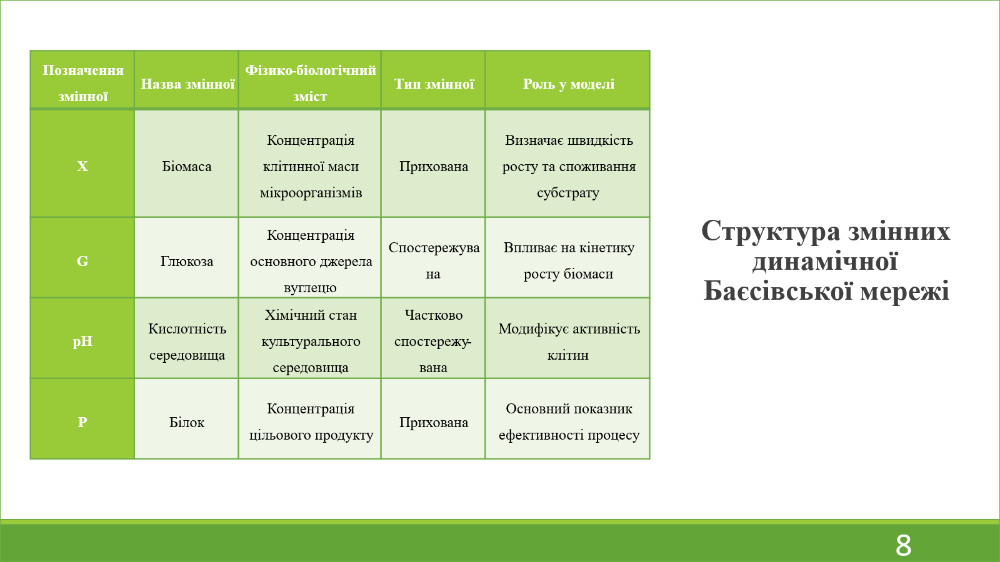 Позначення
змінної
Назва змінної
Фізико-біологічний
зміст
Тип змінної
Роль у моделі
X
Біомаса
Концентрація
клітинної маси
мікроорганізмів
Прихована
Визначає швидкість
росту та споживання
субстрату
G
Глюкоза
Концентрація
основного джерела
вуглецю
Спостережува
на
Впливає на кінетику
росту біомаси
pH
Кислотність
середовища
Хімічний стан
культурального
середовища
Частково
спостережу-
вана
Модифікує активність
клітин
P
Білок
Концентрація
цільового продукту
Прихована
Основний показник
ефективності процесу
Структура змінних
динамічної
Баєсівської мережі
8